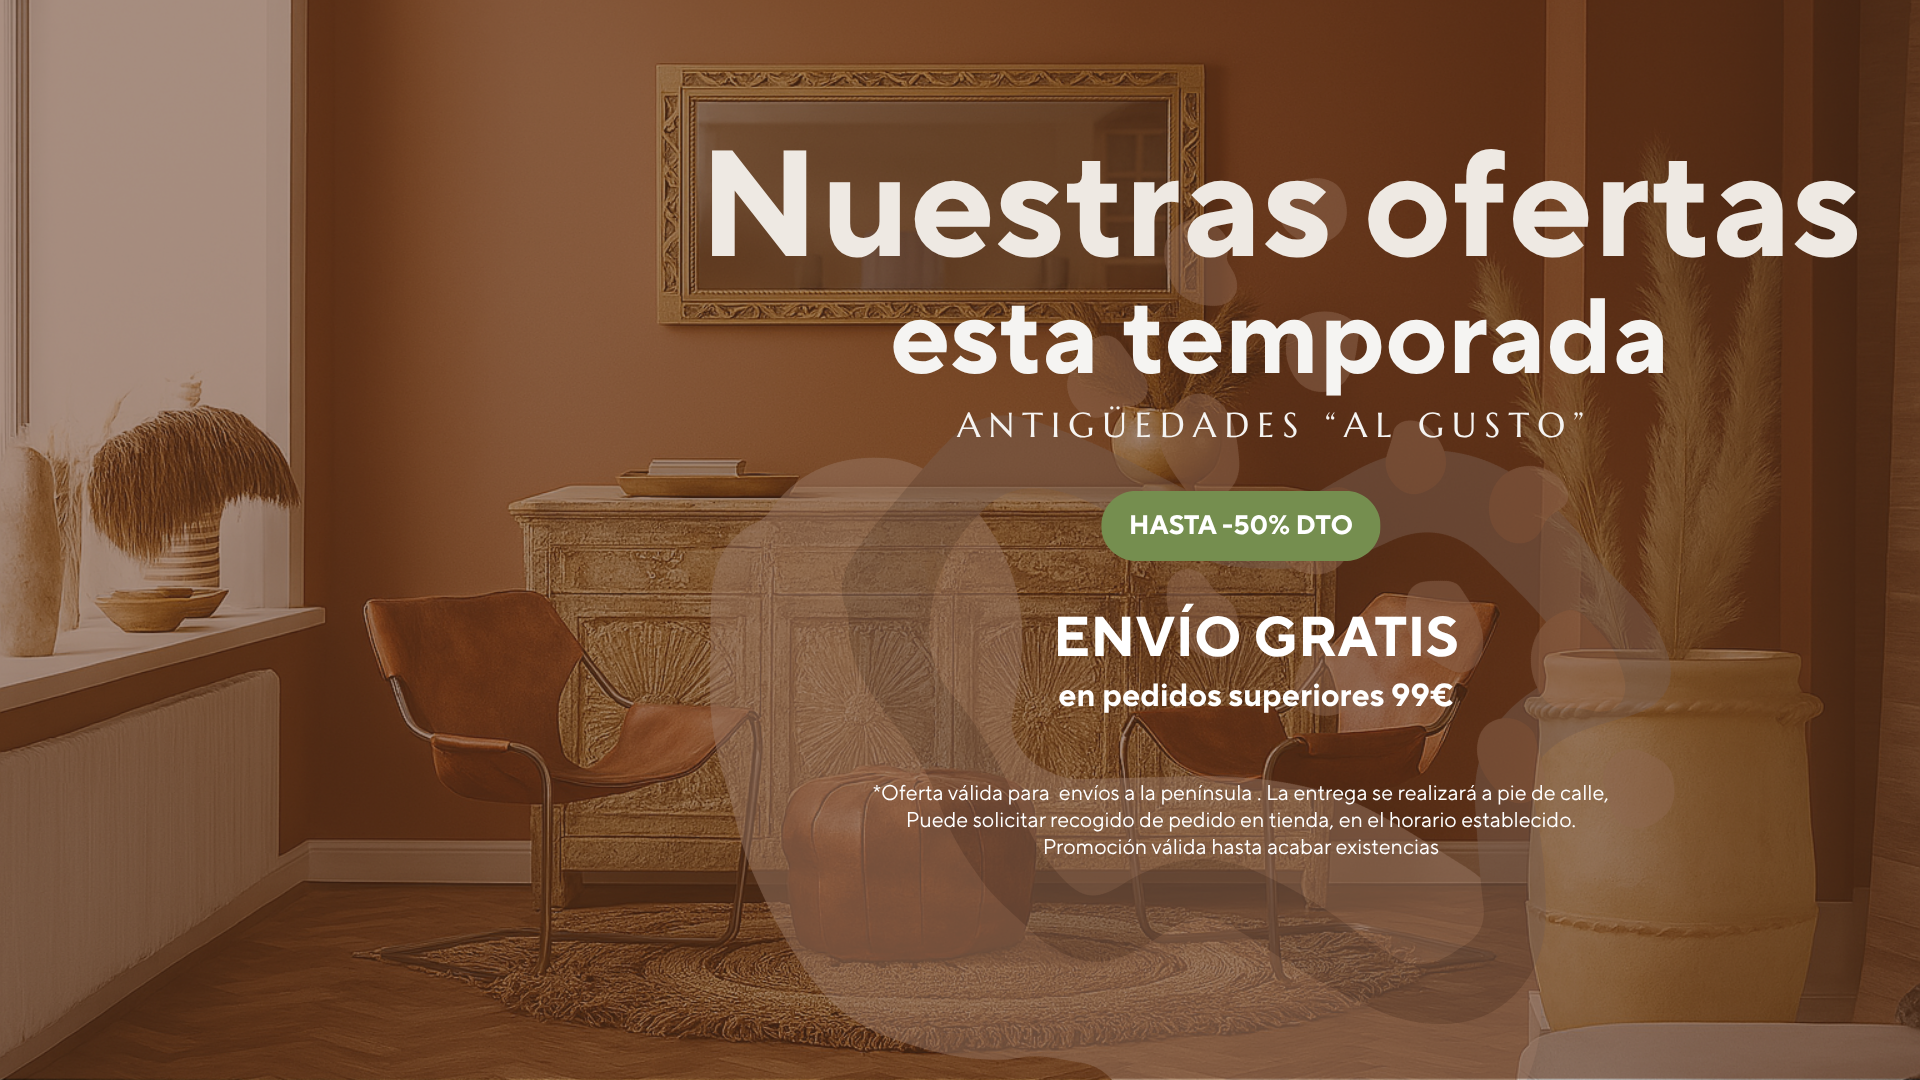 Nuestras ofertas
esta temporada
ANTIGÜEDADES “AL GUSTO”
HASTA -50% DTO
ENVÍO GRATIS
en pedidos superiores 99€
*Oferta válida para envíos a la península . La entrega se realizará a pie de calle,
Puede solicitar recogido de pedido en tienda, en el horario establecido.
Promoción válida hasta acabar existencias